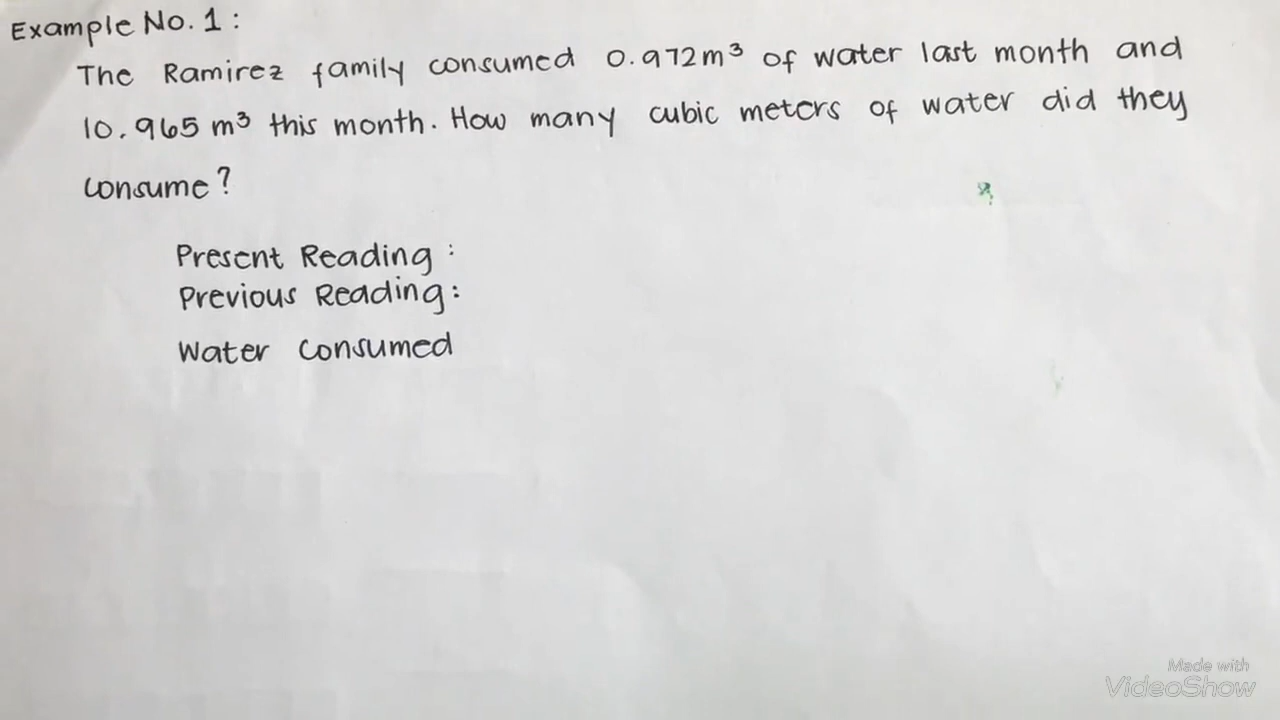 Example No. 1:
The Ramirez family consumed 0.972m³ of water last month and
10.965 m³ this month. How many cubic meters of water did they
consume?
Present Reading:
Previous Reading:
Water Consumed
Made with
VideoShow